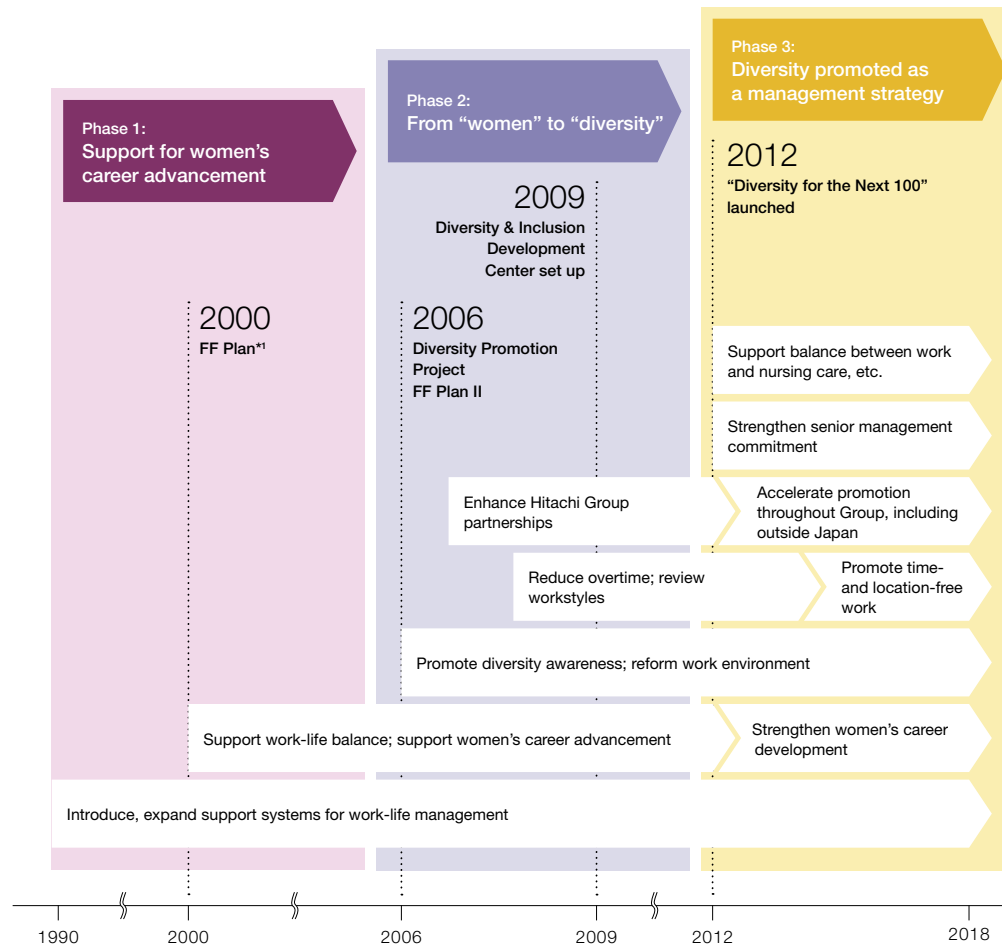 Phase 1:
Support for women's
career advancement
Phase 2:
From “women” to “diversity”
Phase 3:
Diversity promoted as
a management strategy
2012
“Diversity for the Next 100”
launched
2009
Diversity & Inclusion
Development
Center set up
2000
FF Plan*1
2006
Diversity Promotion
Project
FF Plan II
Support balance between work
and nursing care, etc.
Strengthen senior management
commitment
Enhance Hitachi Group
partnerships
Accelerate promotion
throughout Group, including
outside Japan
Reduce overtime; review
workstyles
Promote time-
and location-free
work
Promote diversity awareness; reform work environment
Support work-life balance; support women's career advancement
Strengthen women's career
development
Introduce, expand support systems for work-life management
1990
2000
2006
2009
2012
2018